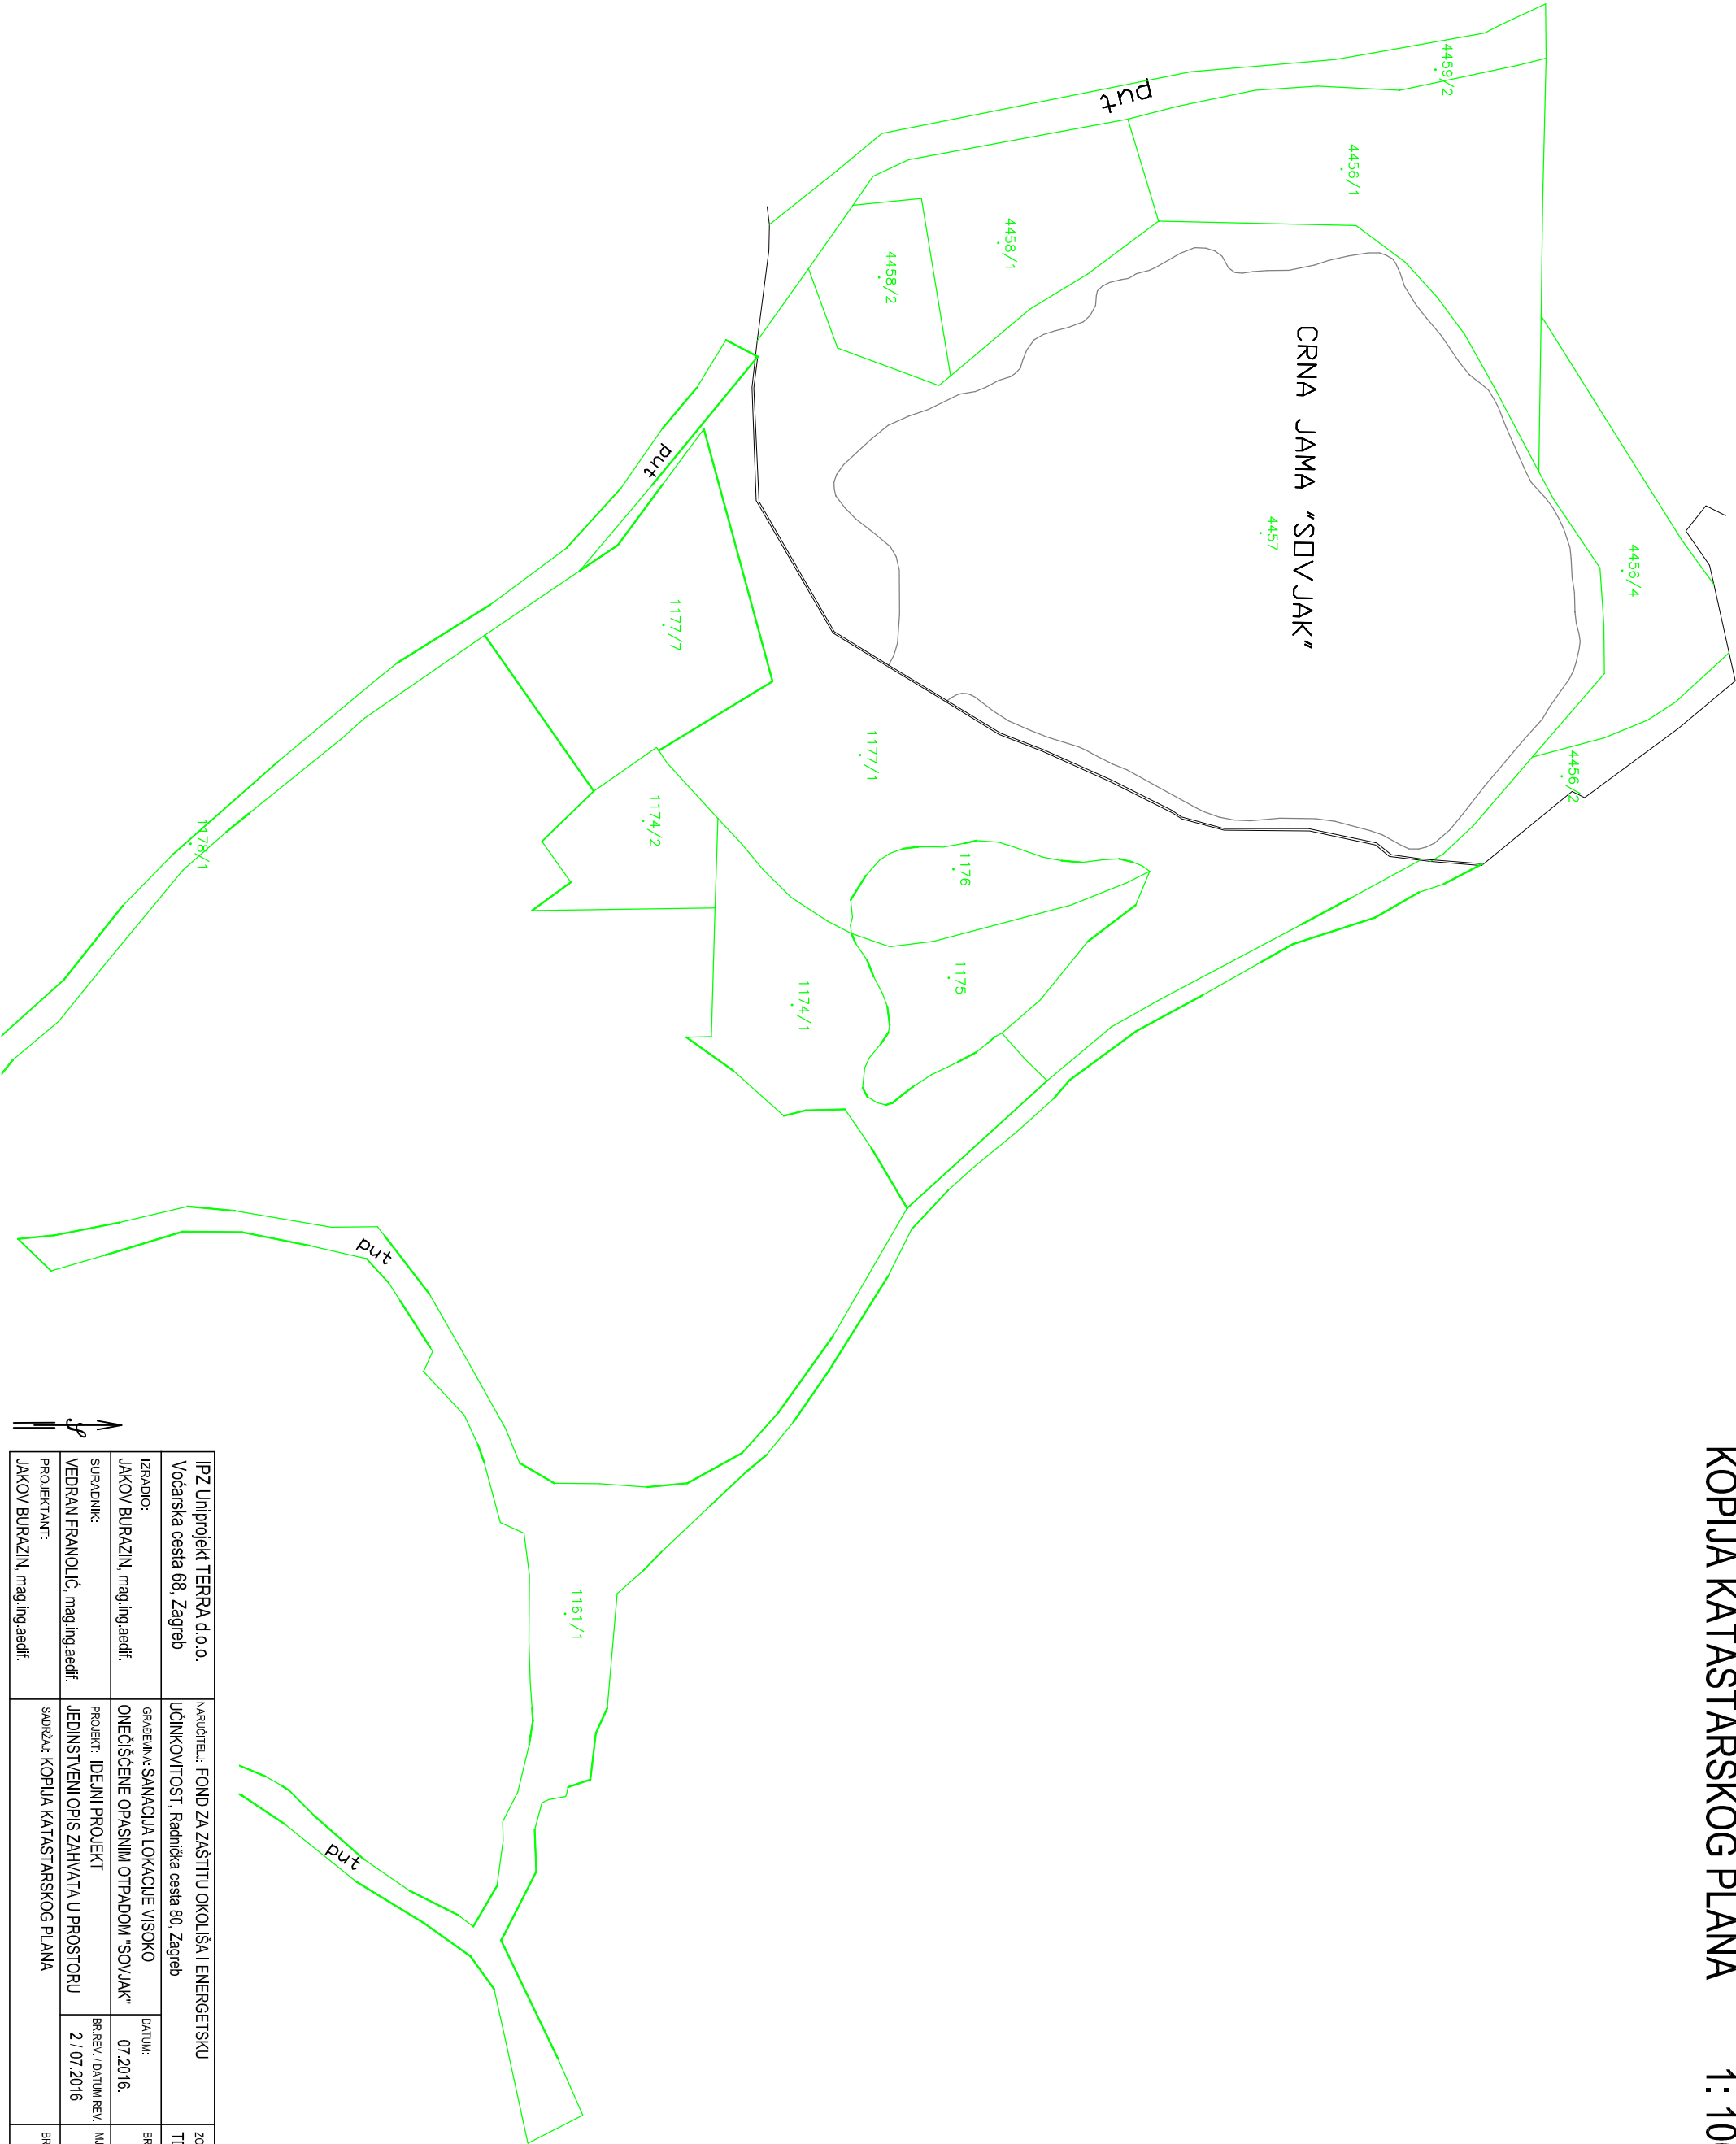 KOPIJA KATASTARSKOG PLANA
4459/2
4456/1
put
4458/1
4458/2
CRNA JAMA "SOVJAK"
4457
4456/4
4456/2
put
1177/7
1177/1
1174/2
1176
1175
1174/1
1178/1
put
1161/1
put
IPZ Uniprojekt TERRA d.o.o.
Voćarska cesta 68, Zagreb
NARUČITELJ: FOND ZA ZAŠTITU OKOLIŠA I ENERGETSKU
UČINKOVITOST, Radnička cesta 80, Zagreb
IZRADIO:
JAKOV BURAZIN, mag.ing.aedif.
GRAĐEVINA: SANACIJA LOKACIJE VISOKO
ONEČIŠĆENE OPASNIM OTPADOM "SOVJAK"
DATUM:
07.2016.
SURADNIK:
VEDRAN FRANOLIĆ, mag.ing.aedif.
PROJEKT: IDEJNI PROJEKT
JEDINSTVENI OPIS ZAHVATA U PROSTORU
BR.REV. / DATUM REV.
2 / 07.2016
PROJEKTANT:
JAKOV BURAZIN, mag.ing.aedif.
SADRŽAJ: KOPIJA KATASTARSKOG PLANA